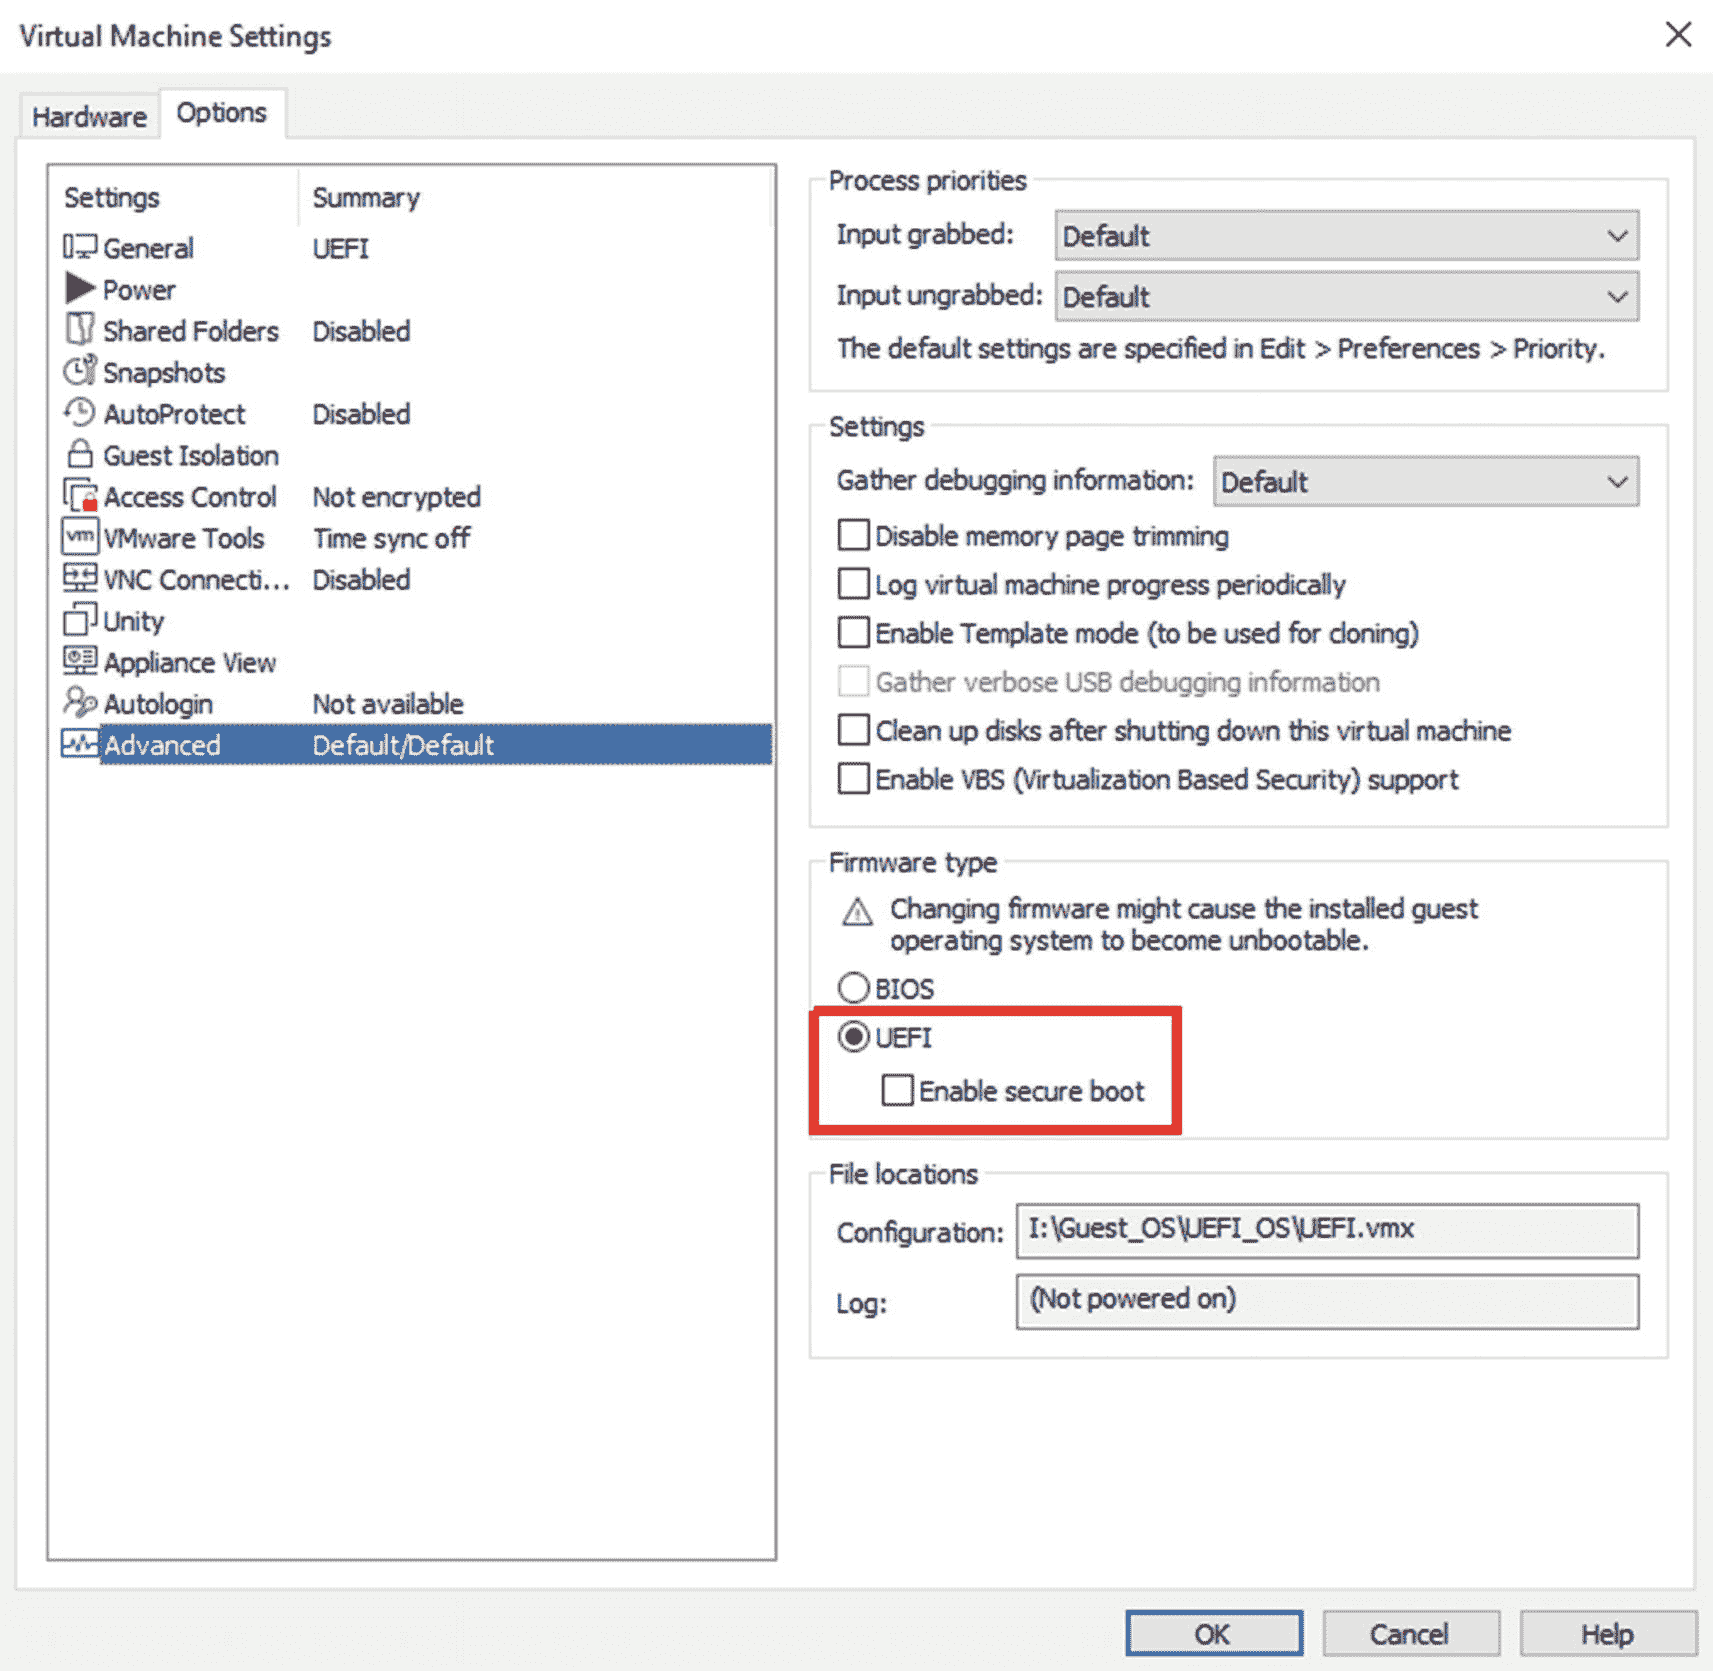 Virtual Machine Settings
Hardware Options
Settings Summary
General UEFI
Power
Shared Folders Disabled
Snapshots
AutoProtect Disabled
Guest Isolation
Access Control Not encrypted
vm VMware Tools Time sync off
VNC Connecti... Disabled
Unity
Appliance View
Autologin Not available
Advanced Default/Default
Process priorities
Input grabbed: Default
Input ungrabbed: Default
The default settings are specified in Edit > Preferences > Priority.
Settings
Gather debugging information: Default
Disable memory page trimming
Log virtual machine progress periodically
Enable Template mode (to be used for cloning)
Gather verbose USB debugging information
Clean up disks after shutting down this virtual machine
Enable VBS (Virtualization Based Security) support
Firmware type
Changing firmware might cause the installed guest
operating system to become unbootable.
BIOS
UEFI
Enable secure boot
File locations
Configuration: I:\Guest_OS\UEFI_OS\UEFI.vmx
Log: (Not powered on)
OK Cancel Help